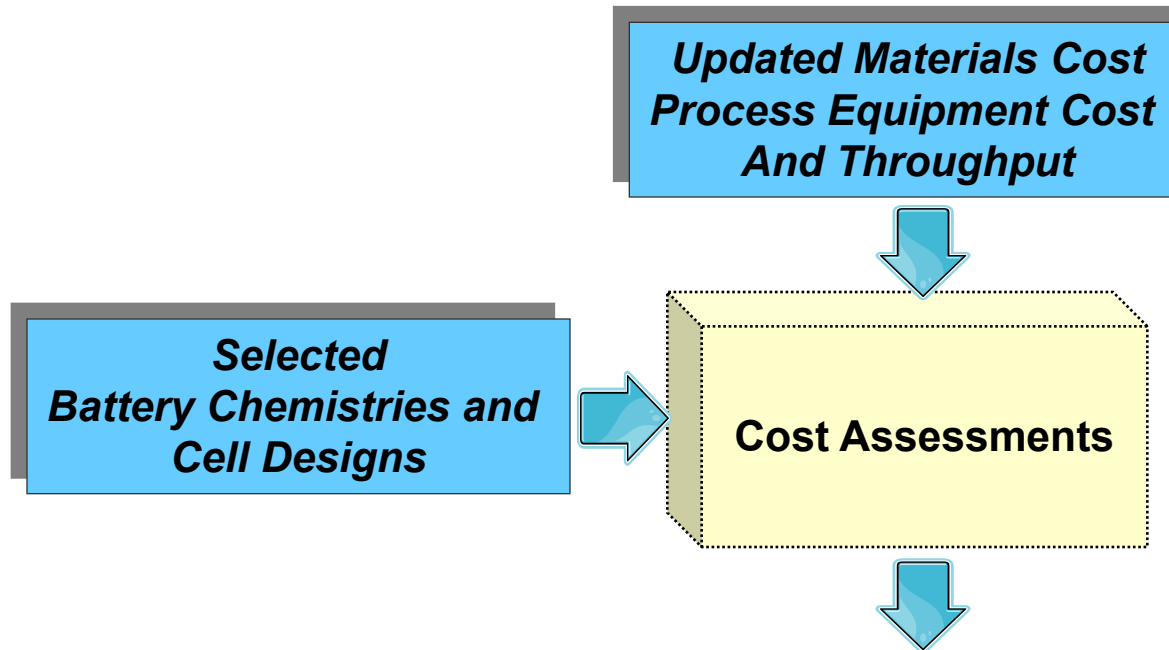 Updated Materials Cost
Process Equipment Cost
And Throughput
Selected
Battery Chemistries and
Cell Designs
Cost Assessments